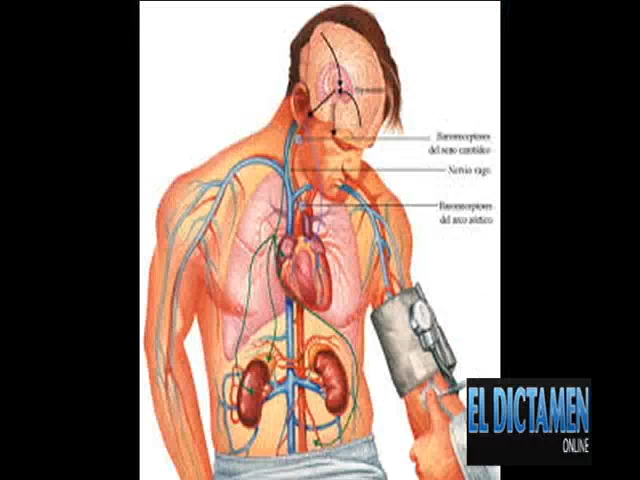 Barorreceptores
del seno carotídeo
Nervio vago
Barorreceptores
del arco aórtico
EL DICTAMEN
ONLINE